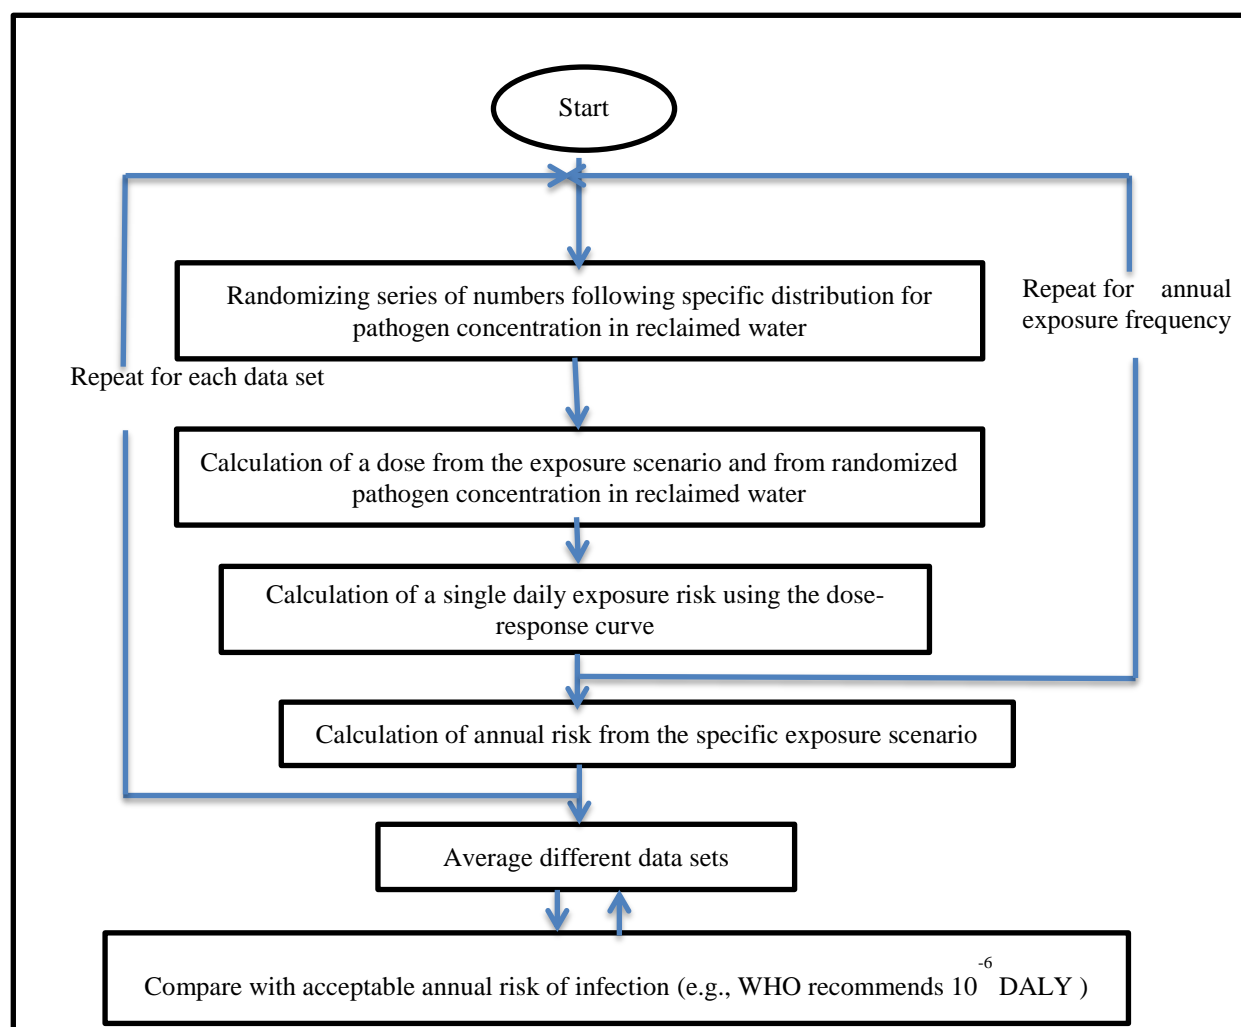 Start
Randomizing series of numbers following specific distribution for
pathogen concentration in reclaimed water
Repeat for annual
exposure frequency
Repeat for each data set
Calculation of a dose from the exposure scenario and from randomized
pathogen concentration in reclaimed water
Calculation of a single daily exposure risk using the dose-
response curve
Calculation of annual risk from the specific exposure scenario
Average different data sets
Compare with acceptable annual risk of infection (e.g., WHO recommends 10⁻⁶ DALY )